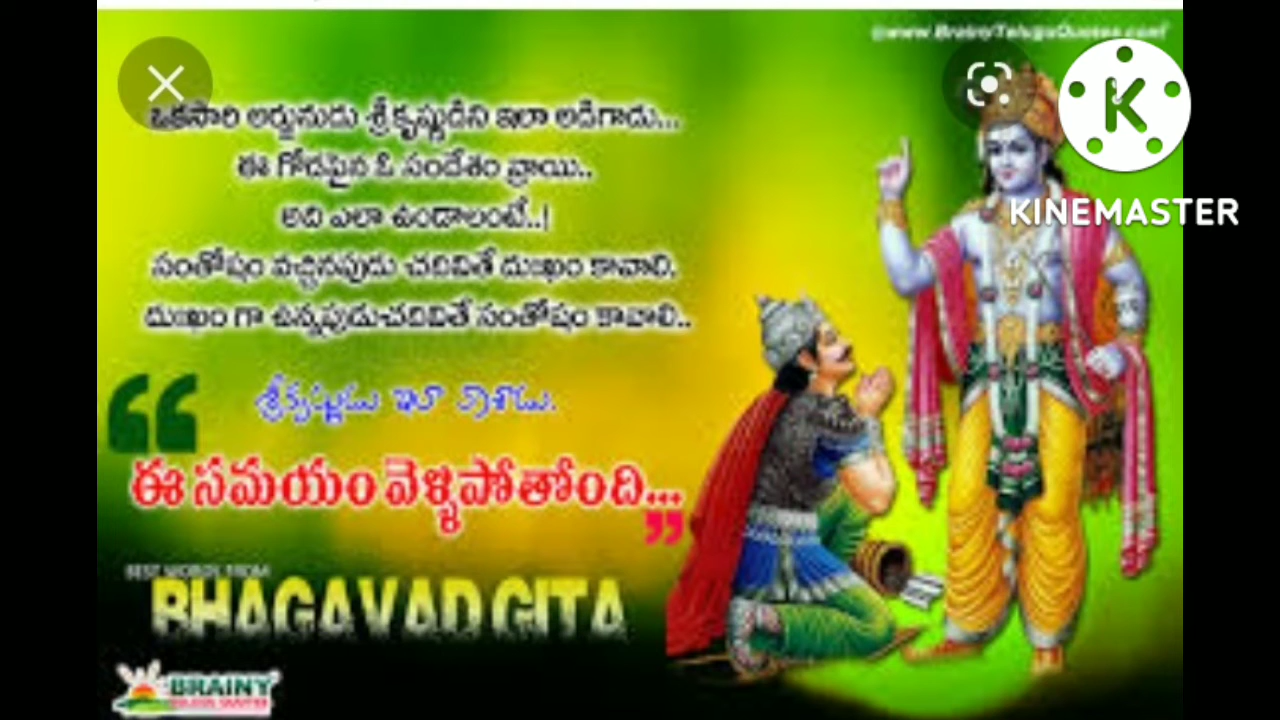 @www.BrainyTeluguQuotes.com
KINEMASTER
ఒకసారి అర్జునుడు శ్రీకృష్ణుడిని ఇలా అడిగాడు...
ఈ గోడపైన ఓ సందేశం వ్రాయి..
అది ఎలా ఉండాలంటే..!
సంతోషం వచ్చినపుడు చదివితే దుఃఖం కావాలి.
దుఃఖం గా ఉన్నపుడుచదివితే సంతోషం కావాలి..
శ్రీకృష్ణుడు ఇలా వ్రాశాడు.
“ ఈ సమయం వెళ్ళిపోతోంది... ”
BEST WORDS FROM
BHAGAVAD GITA
BRAINY